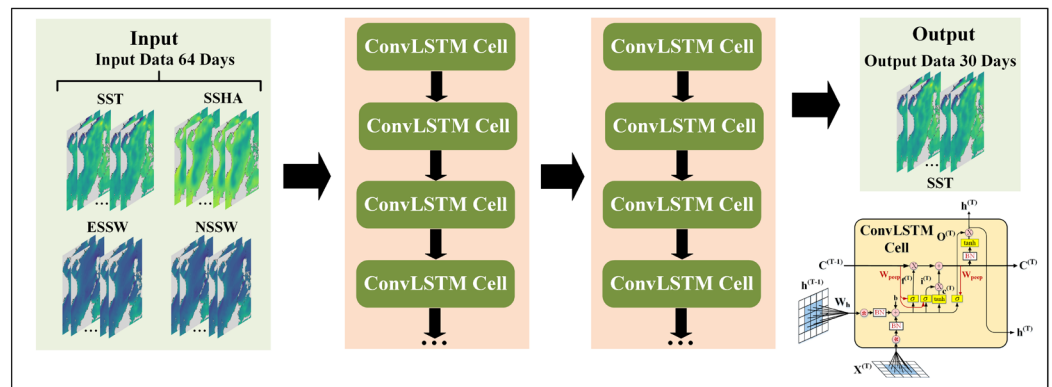 Input
Input Data 64 Days
SST
SSHA
...
...
ESSW
NSSW
...
...
ConvLSTM Cell
ConvLSTM Cell
ConvLSTM Cell
ConvLSTM Cell
...
ConvLSTM Cell
ConvLSTM Cell
ConvLSTM Cell
ConvLSTM Cell
...
Output
Output Data 30 Days
...
SST
h(T)
ConvLSTM
Cell
O(T)
tanh
BN
C(T-1)
C(T)
Wpeep
f(T)
i(T)
Wpeep
c(T)
h(T-1)
Wh
σ
σ
tanh
σ
b
BN
BN
h(T)
X(T)